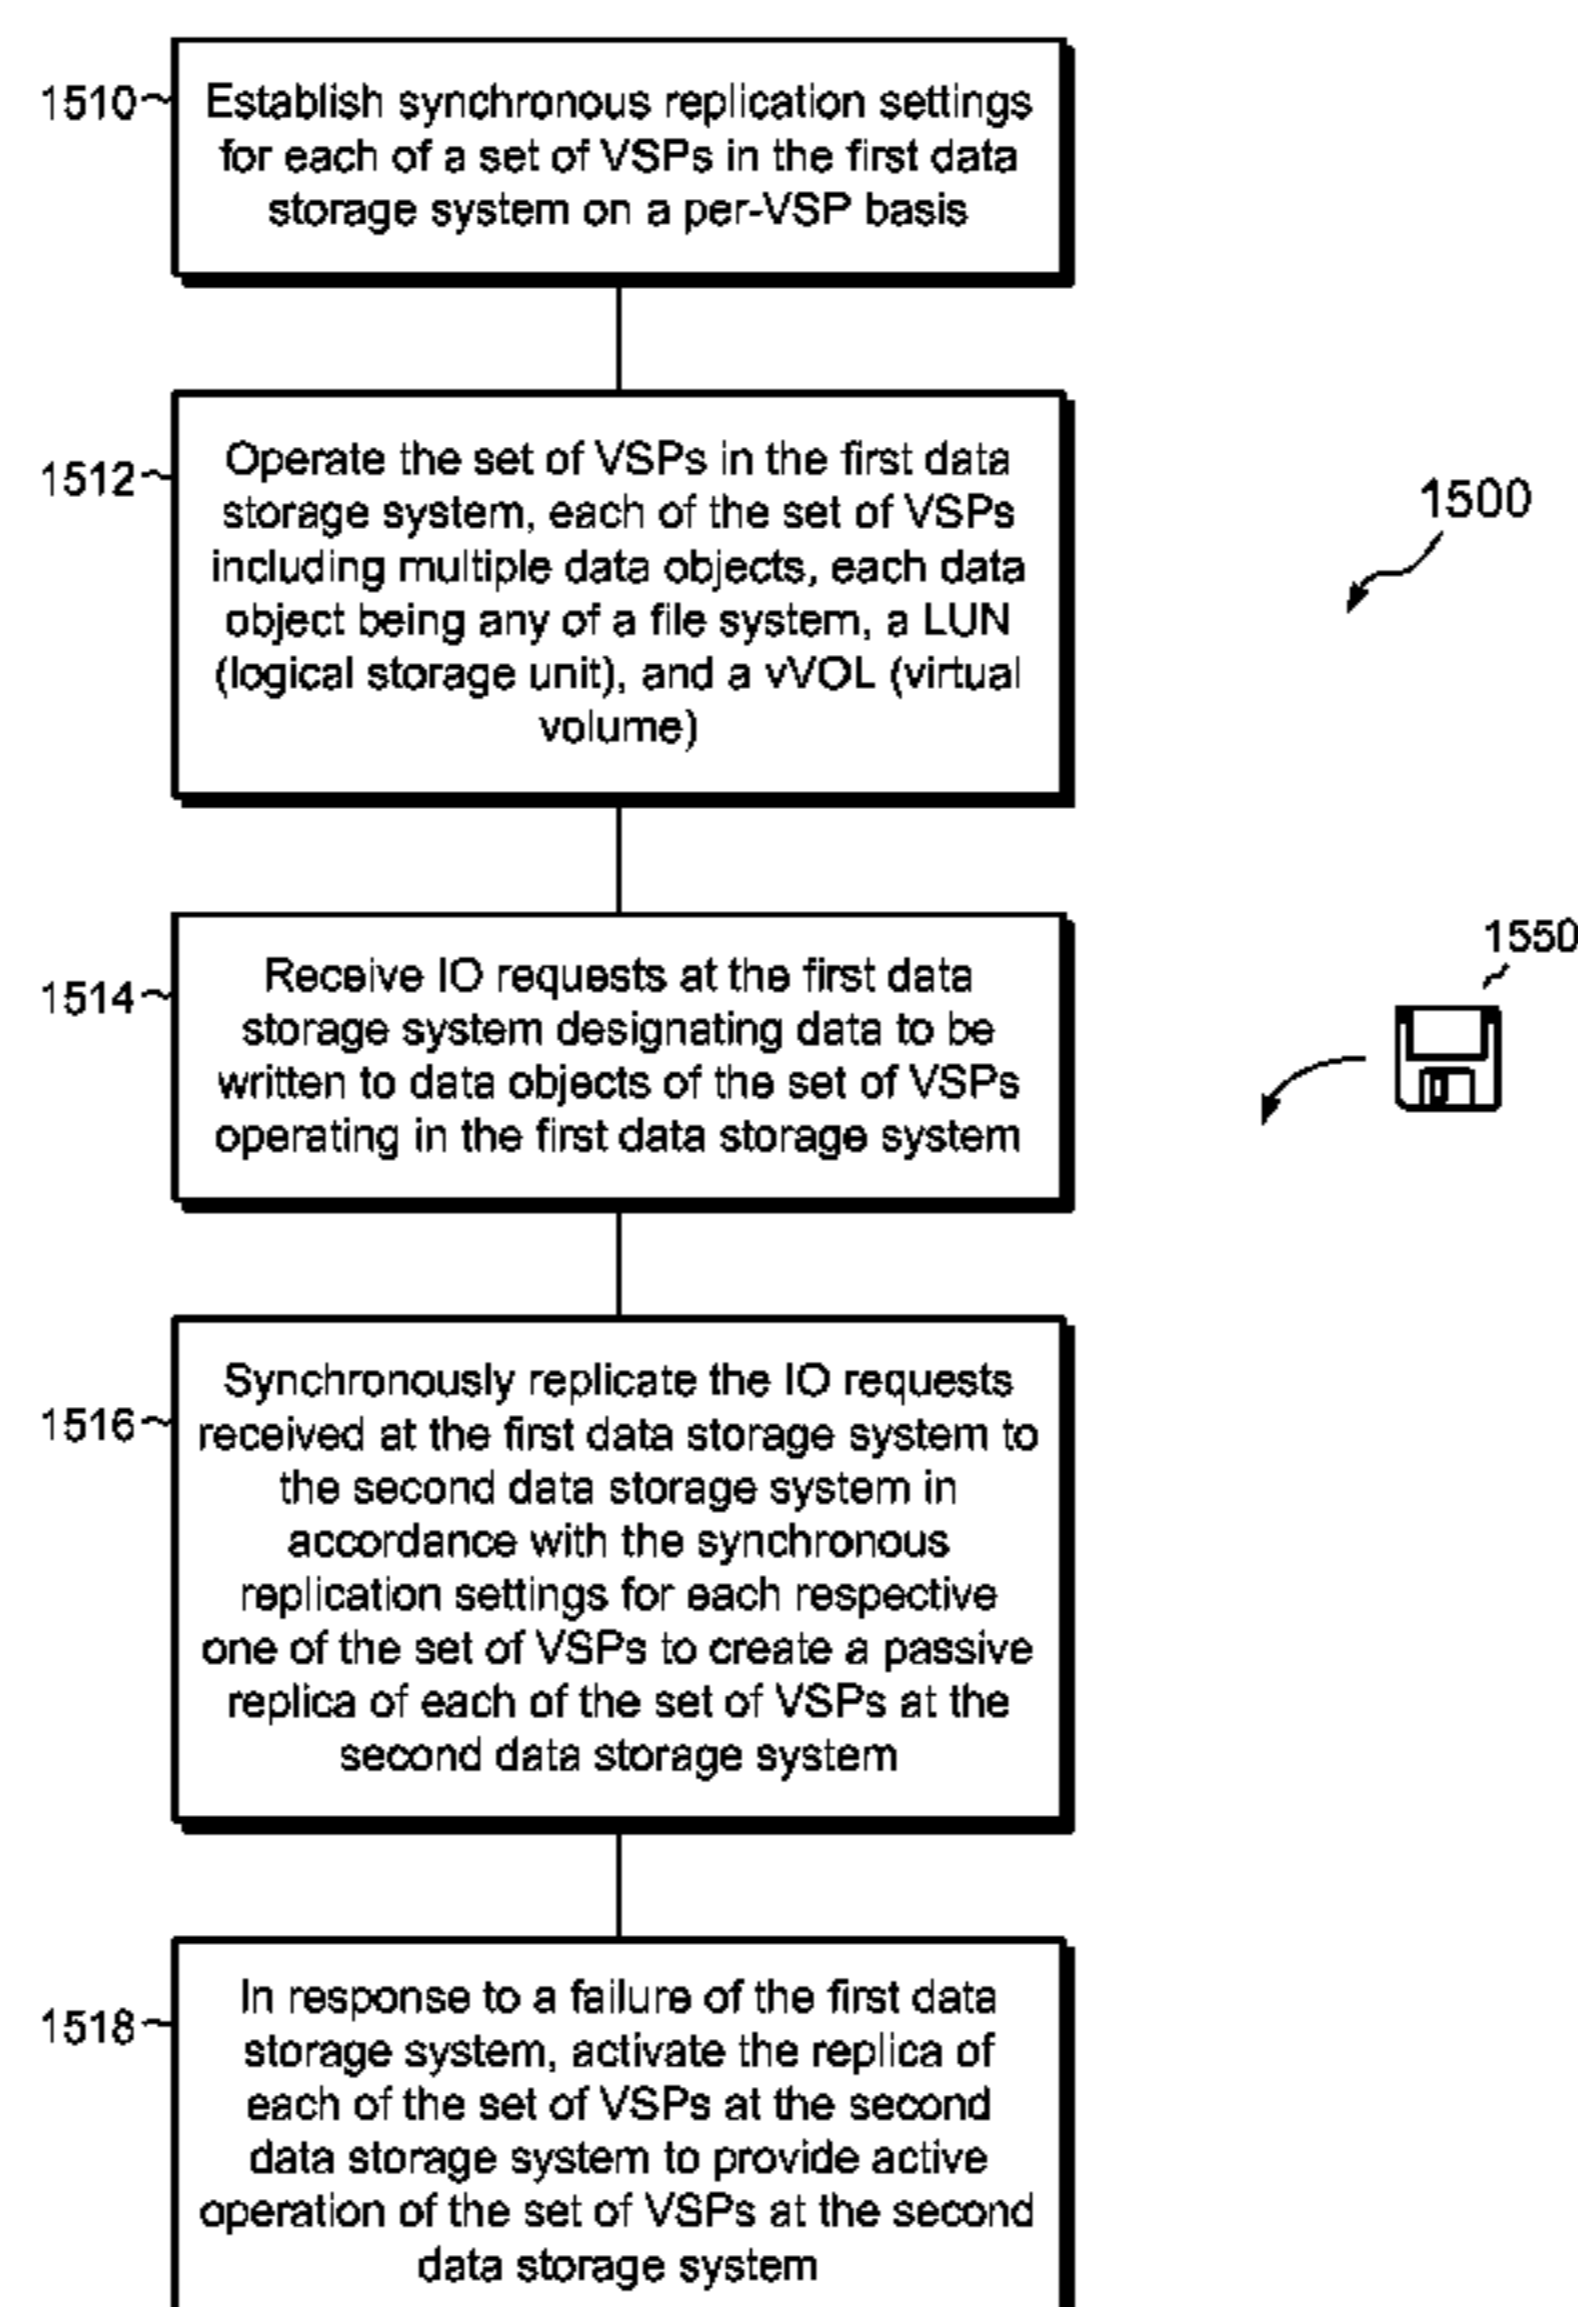 1510
Establish synchronous replication settings
for each of a set of VSPs in the first data
storage system on a per-VSP basis
1512
Operate the set of VSPs in the first data
storage system, each of the set of VSPs
including multiple data objects, each data
object being any of a file system, a LUN
(logical storage unit), and a vVOL (virtual
volume)
1500
1550
1514
Receive IO requests at the first data
storage system designating data to be
written to data objects of the set of VSPs
operating in the first data storage system
1516
Synchronously replicate the IO requests
received at the first data storage system to
the second data storage system in
accordance with the synchronous
replication settings for each respective
one of the set of VSPs to create a passive
replica of each of the set of VSPs at the
second data storage system
1518
In response to a failure of the first data
storage system, activate the replica of
each of the set of VSPs at the second
data storage system to provide active
operation of the set of VSPs at the second
data storage system